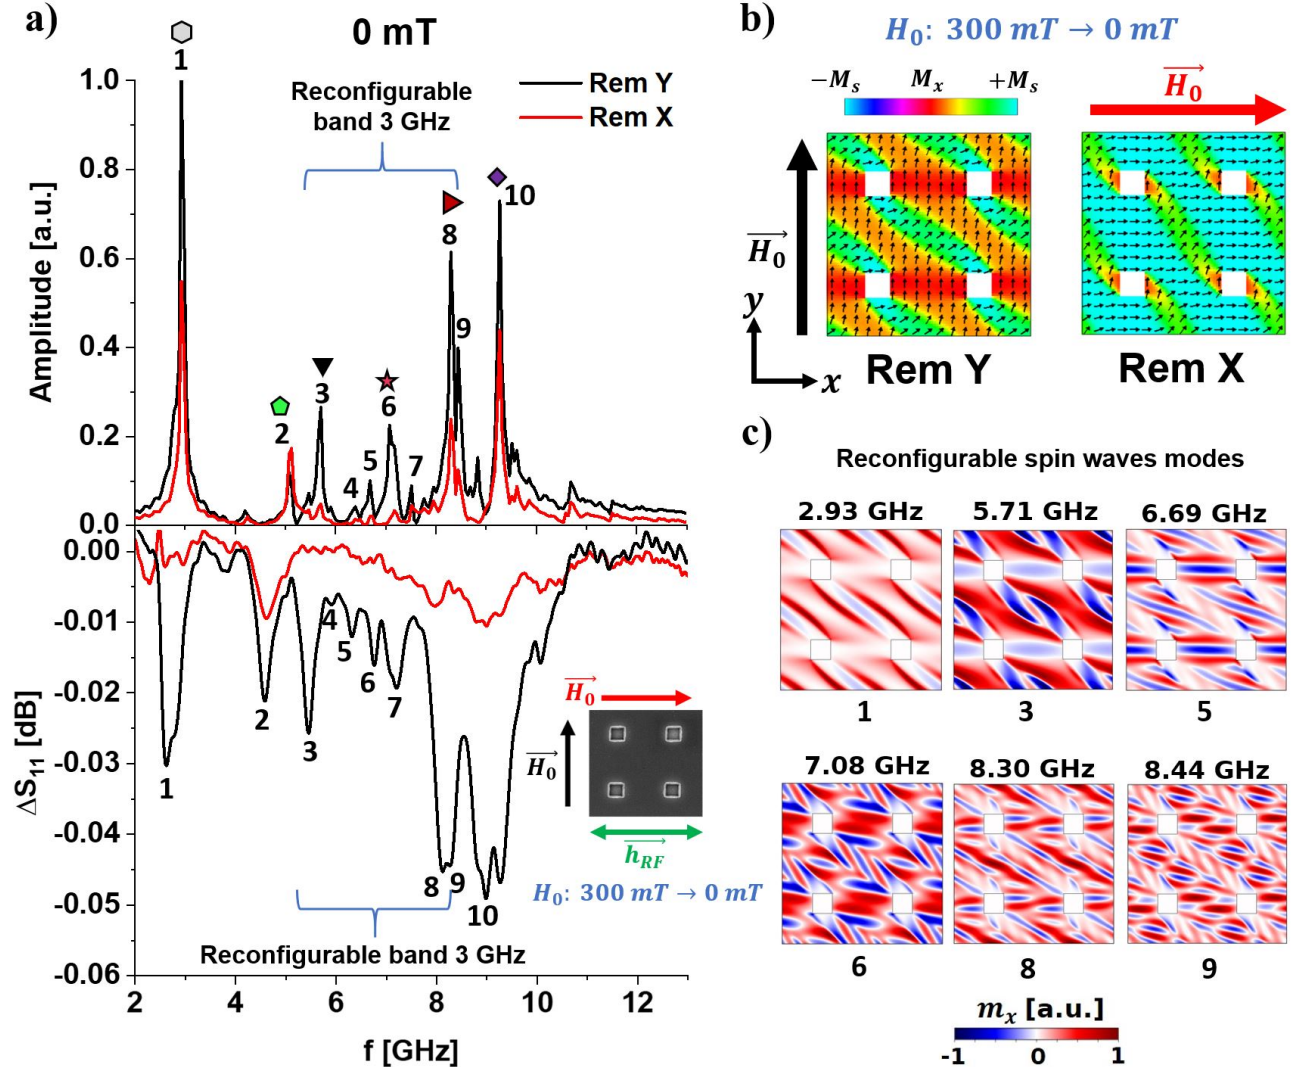 a)
0 mT
1
Reconfigurable
band 3 GHz
Rem Y
Rem X
1.0
0.8
0.6
0.4
0.2
0.0
Amplitude [a.u.]
2
3
4
5
6
7
8
9
10
0.00
-0.01
-0.02
-0.03
-0.04
-0.05
-0.06
ΔS₁₁ [dB]
1
2
3
4
5
6
7
8
9
10
Reconfigurable band 3 GHz
2
4
6
8
10
12
f [GHz]
H₀
H₀
h_RF
H₀: 300 mT → 0 mT
b)
H₀: 300 mT → 0 mT
−Mₛ Mₓ +Mₛ
H₀
H₀
y
x
Rem Y
Rem X
c)
Reconfigurable spin waves modes
2.93 GHz 5.71 GHz 6.69 GHz
1 3 5
7.08 GHz 8.30 GHz 8.44 GHz
6 8 9
mₓ [a.u.]
-1 0 1